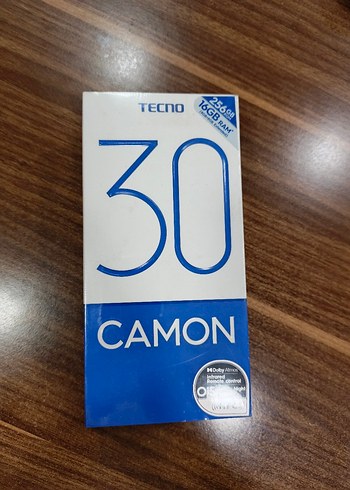 TECNO
256GB
16GB RAM*
30
CAMON
Dolby Atmos
Infrared
Remote control